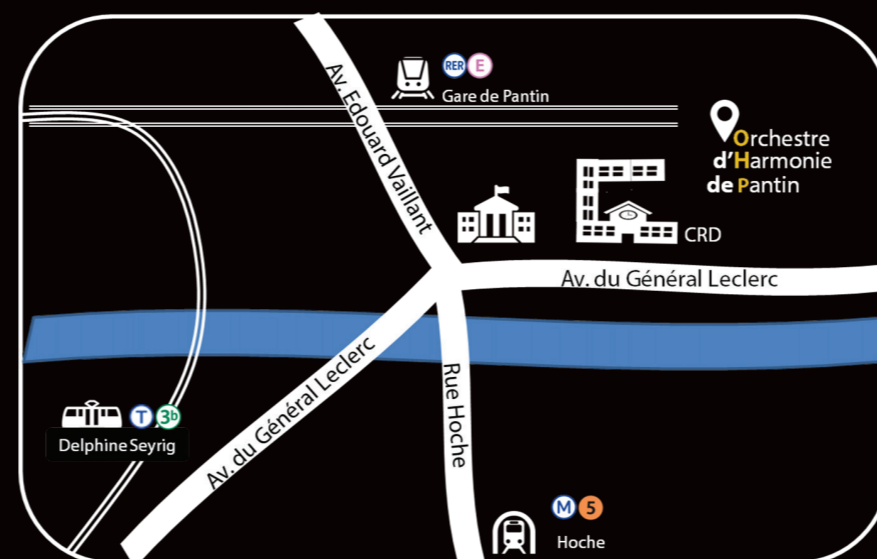 RER E
Gare de Pantin
Av. Edouard Vaillant
Orchestre
d'Harmonie
de Pantin
CRD
Av. du Général Leclerc
Av. du Général Leclerc
Rue Hoche
T 3b
Delphine Seyrig
M 5
Hoche